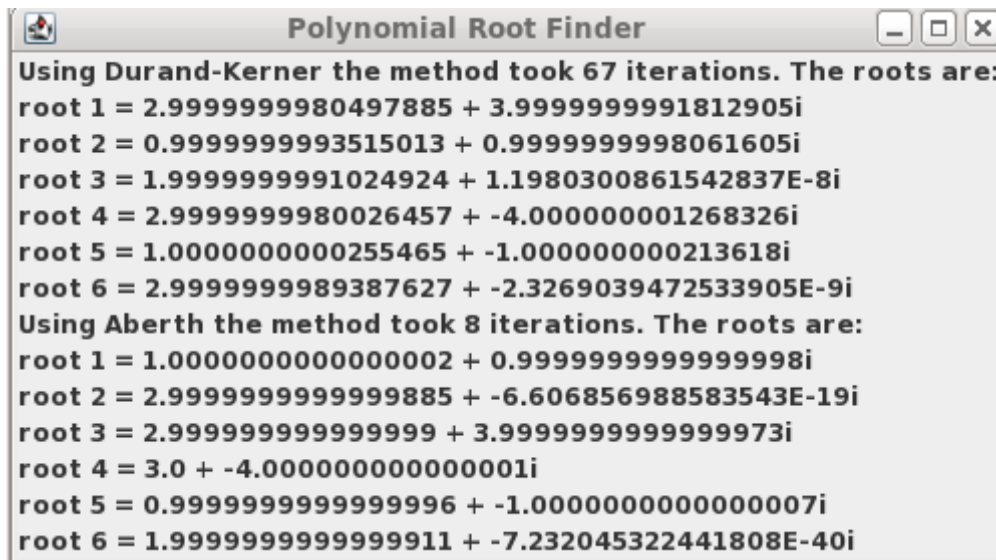 Polynomial Root Finder
Using Durand-Kerner the method took 67 iterations. The roots are:
root 1 = 2.9999999980497885 + 3.9999999991812905i
root 2 = 0.9999999993515013 + 0.9999999998061605i
root 3 = 1.9999999991024924 + 1.1980300861542837E-8i
root 4 = 2.9999999980026457 + -4.000000001268326i
root 5 = 1.0000000000255465 + -1.000000000213618i
root 6 = 2.9999999989387627 + -2.3269039472533905E-9i
Using Aberth the method took 8 iterations. The roots are:
root 1 = 1.0000000000000002 + 0.9999999999999998i
root 2 = 2.9999999999999885 + -6.606856988583543E-19i
root 3 = 2.999999999999999 + 3.9999999999999973i
root 4 = 3.0 + -4.000000000000001i
root 5 = 0.9999999999999996 + -1.0000000000000007i
root 6 = 1.9999999999999911 + -7.232045322441808E-40i